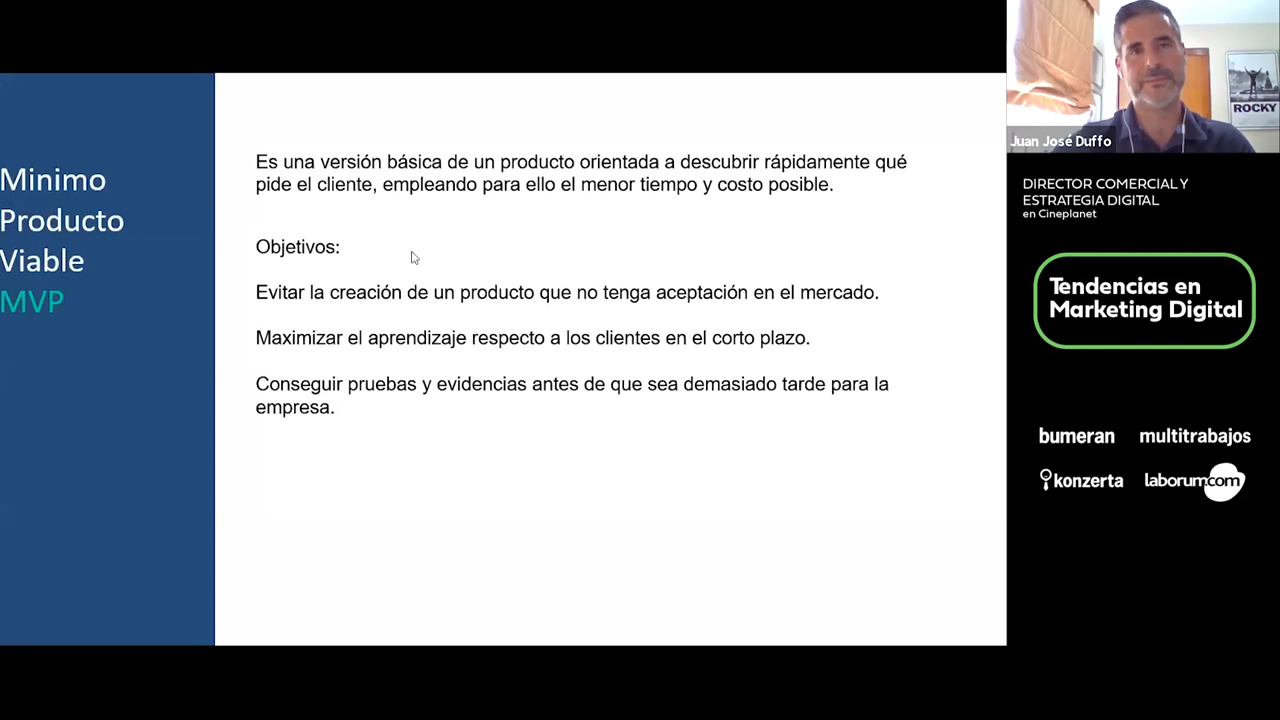 Minimo
Producto
Viable
MVP
Es una versión básica de un producto orientada a descubrir rápidamente qué
pide el cliente, empleando para ello el menor tiempo y costo posible.
Objetivos:
Evitar la creación de un producto que no tenga aceptación en el mercado.
Maximizar el aprendizaje respecto a los clientes en el corto plazo.
Conseguir pruebas y evidencias antes de que sea demasiado tarde para la
empresa.
ROCKY
Juan José Duffo
DIRECTOR COMERCIAL Y
ESTRATEGIA DIGITAL
en Cineplanet
Tendencias en
Marketing Digital
bumeran multitrabajos
konzerta laborum.com